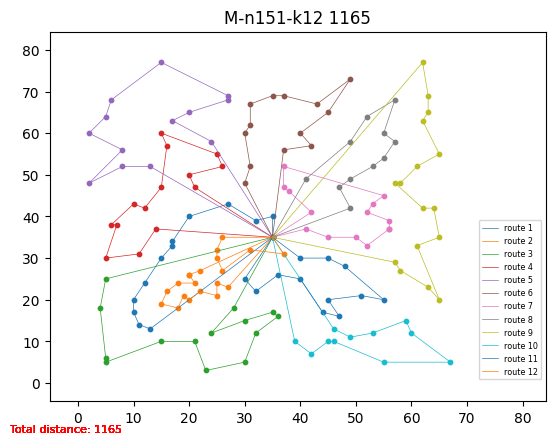 M-n151-k12 1165
80
70
60
50
40
30
20
10
0
0 10 20 30 40 50 60 70 80
route 1
route 2
route 3
route 4
route 5
route 6
route 7
route 8
route 9
route 10
route 11
route 12
Total distance: 1165